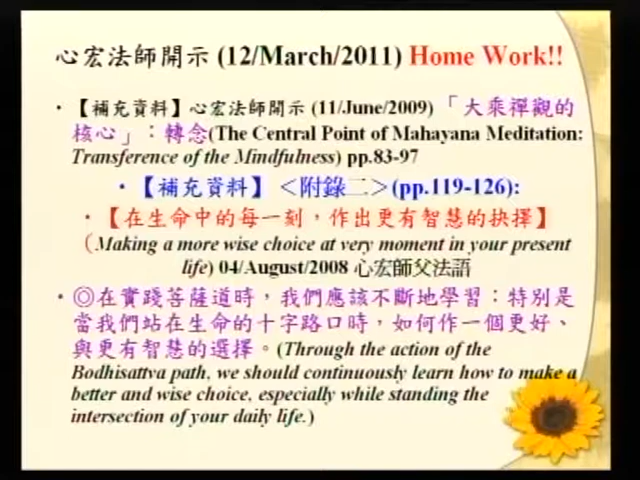 心宏法師開示 (12/March/2011) Home Work!!
・【補充資料】心宏法師開示 (11/June/2009)「大乘禪觀的
核心」：轉念(The Central Point of Mahayana Meditation:
Transference of the Mindfulness) pp.83-97
・【補充資料】＜附錄二＞(pp.119-126):
・【在生命中的每一刻，作出更有智慧的抉擇】
（Making a more wise choice at very moment in your present
life) 04/August/2008 心宏師父法語
・◎在實踐菩薩道時，我們應該不斷地學習：特別是
當我們站在生命的十字路口時，如何作一個更好、
與更有智慧的選擇。(Through the action of the
Bodhisattva path, we should continuously learn how to make a
better and wise choice, especially while standing the
intersection of your daily life.)